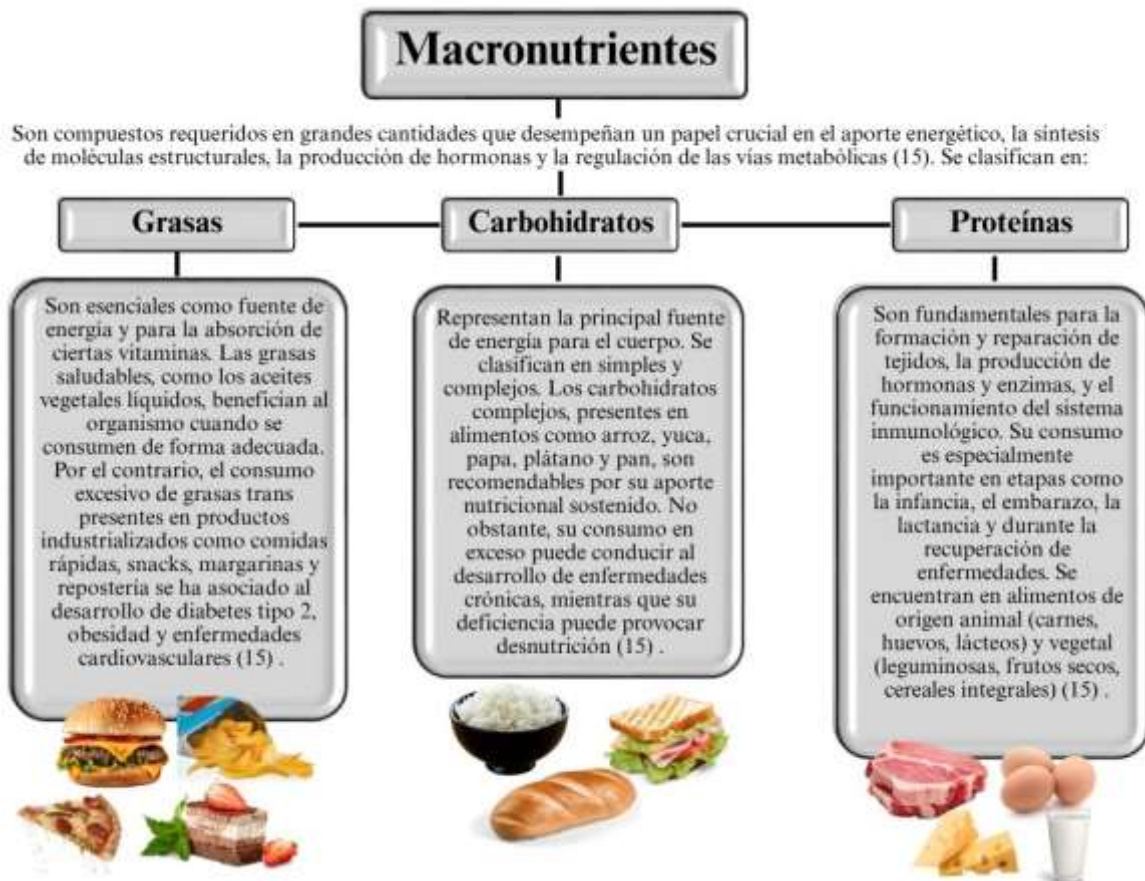 Macronutrientes
Son compuestos requeridos en grandes cantidades que desempeñan un papel crucial en el aporte energético, la síntesis
de moléculas estructurales, la producción de hormonas y la regulación de las vías metabólicas (15). Se clasifican en:
Grasas
Son esenciales como fuente de
energía y para la absorción de
ciertas vitaminas. Las grasas
saludables, como los aceites
vegetales líquidos, benefician al
organismo cuando se
consumen de forma adecuada.
Por el contrario, el consumo
excesivo de grasas trans
presentes en productos
industrializados como comidas
rápidas, snacks, margarinas y
repostería se ha asociado al
desarrollo de diabetes tipo 2,
obesidad y enfermedades
cardiovasculares (15) .
Carbohidratos
Representan la principal fuente
de energía para el cuerpo. Se
clasifican en simples y
complejos. Los carbohidratos
complejos, presentes en
alimentos como arroz, yuca,
papa, plátano y pan, son
recomendables por su aporte
nutricional sostenido. No
obstante, su consumo en
exceso puede conducir al
desarrollo de enfermedades
crónicas, mientras que su
deficiencia puede provocar
desnutrición (15) .
Proteínas
Son fundamentales para la
formación y reparación de
tejidos, la producción de
hormonas y enzimas, y el
funcionamiento del sistema
inmunológico. Su consumo
es especialmente
importante en etapas como
la infancia, el embarazo, la
lactancia y durante la
recuperación de
enfermedades. Se
encuentran en alimentos de
origen animal (carnes,
huevos, lácteos) y vegetal
(leguminosas, frutos secos,
cereales integrales) (15) .